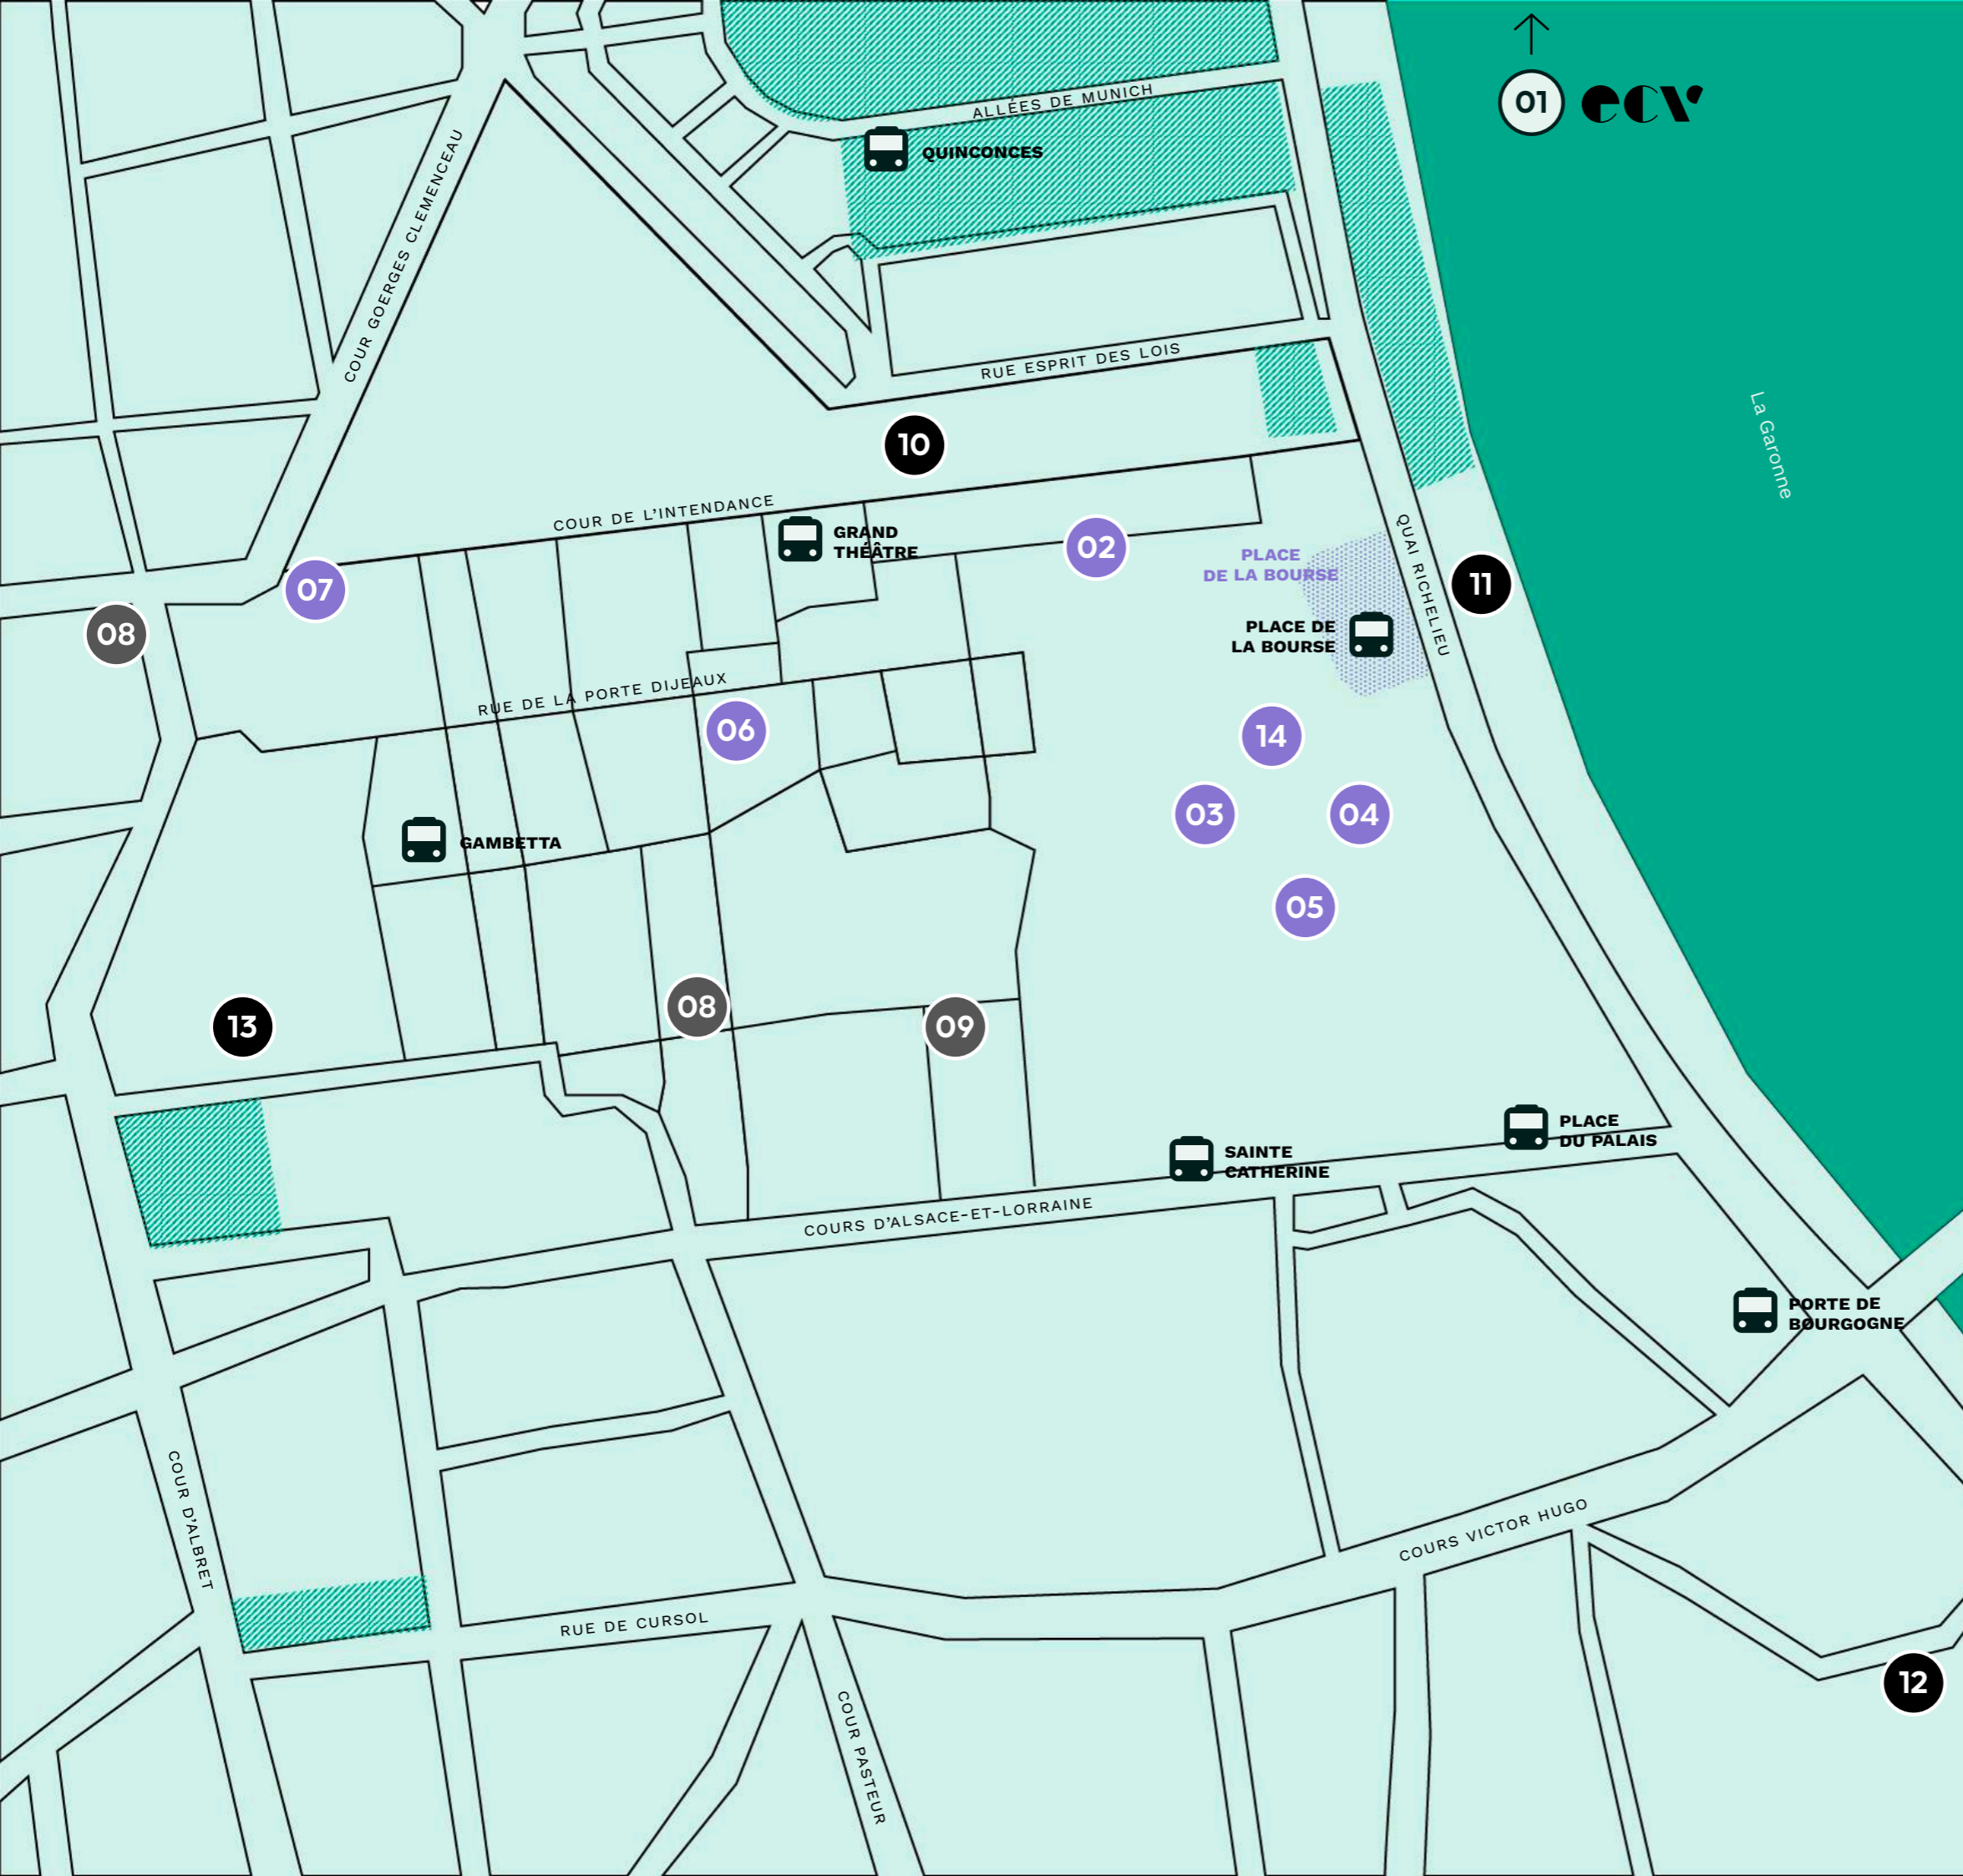 01 ecv
ALLÉES DE MUNICH
QUINCONCES
COUR GOERGES CLEMENCEAU
RUE ESPRIT DES LOIS
La Garonne
10
COUR DE L'INTENDANCE
GRAND
THÉÂTRE
02
PLACE
DE LA BOURSE
QUAI RICHELIEU
11
07
08
PLACE DE
LA BOURSE
RUE DE LA PORTE DIJEAUX
06
14
03
04
GAMBETTA
05
08
13
09
PLACE
DU PALAIS
SAINTE
CATHERINE
COURS D'ALSACE-ET-LORRAINE
PORTE DE
BOURGOGNE
COUR D'ALBRET
COURS VICTOR HUGO
RUE DE CURSOL
12
COUR PASTEUR